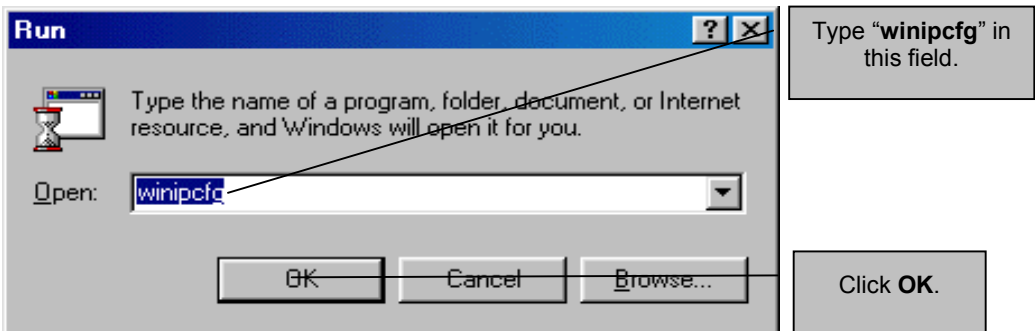 Run
Type the name of a program, folder, document, or Internet
resource, and Windows will open it for you.
Open:
winipcfg
OK
Cancel
Browse...
Type “winipcfg” in
this field.
Click OK.